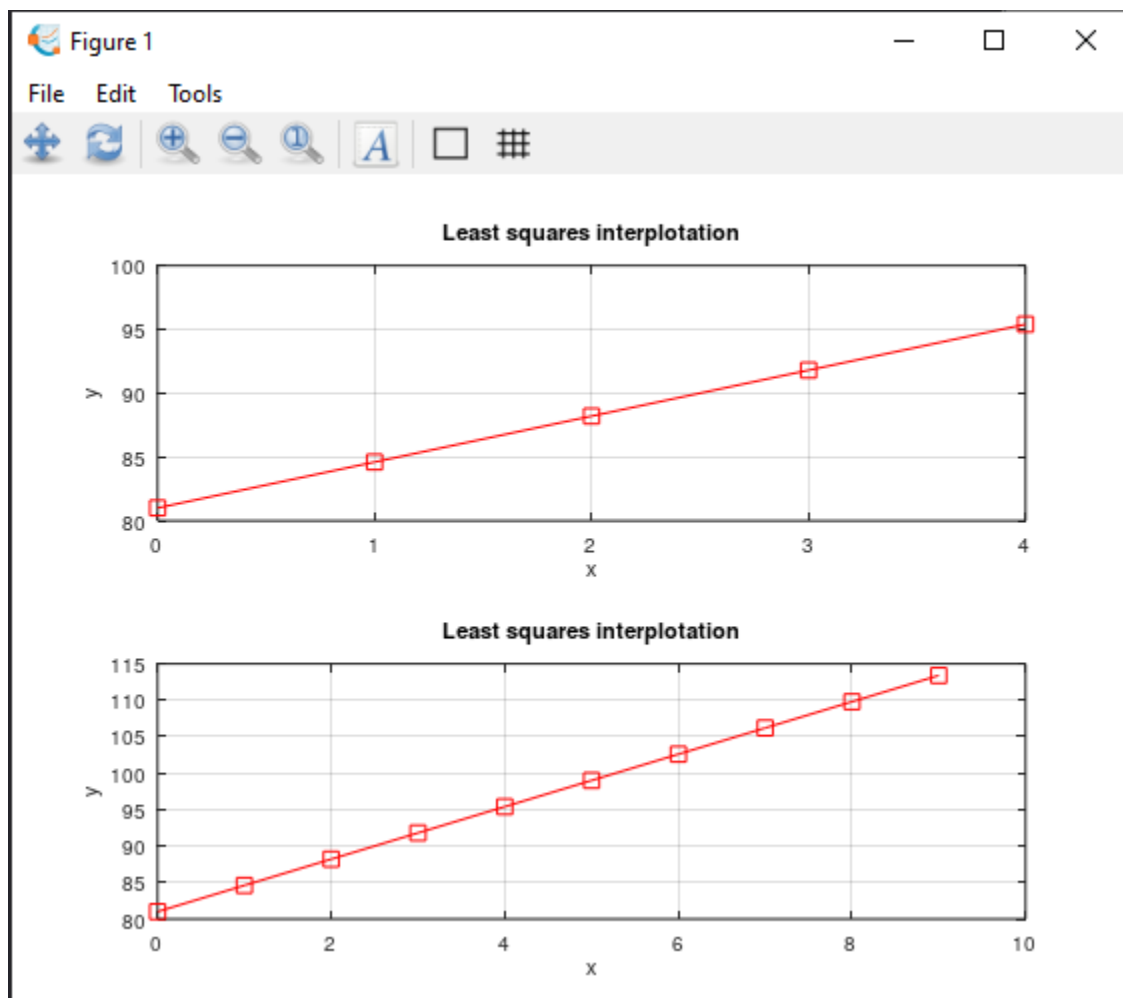 Figure 1
File Edit Tools
A
Least squares interplotation
100
95
90
85
80
y
0 1 2 3 4
x
Least squares interplotation
115
110
105
100
95
90
85
80
y
0 2 4 6 8 10
x